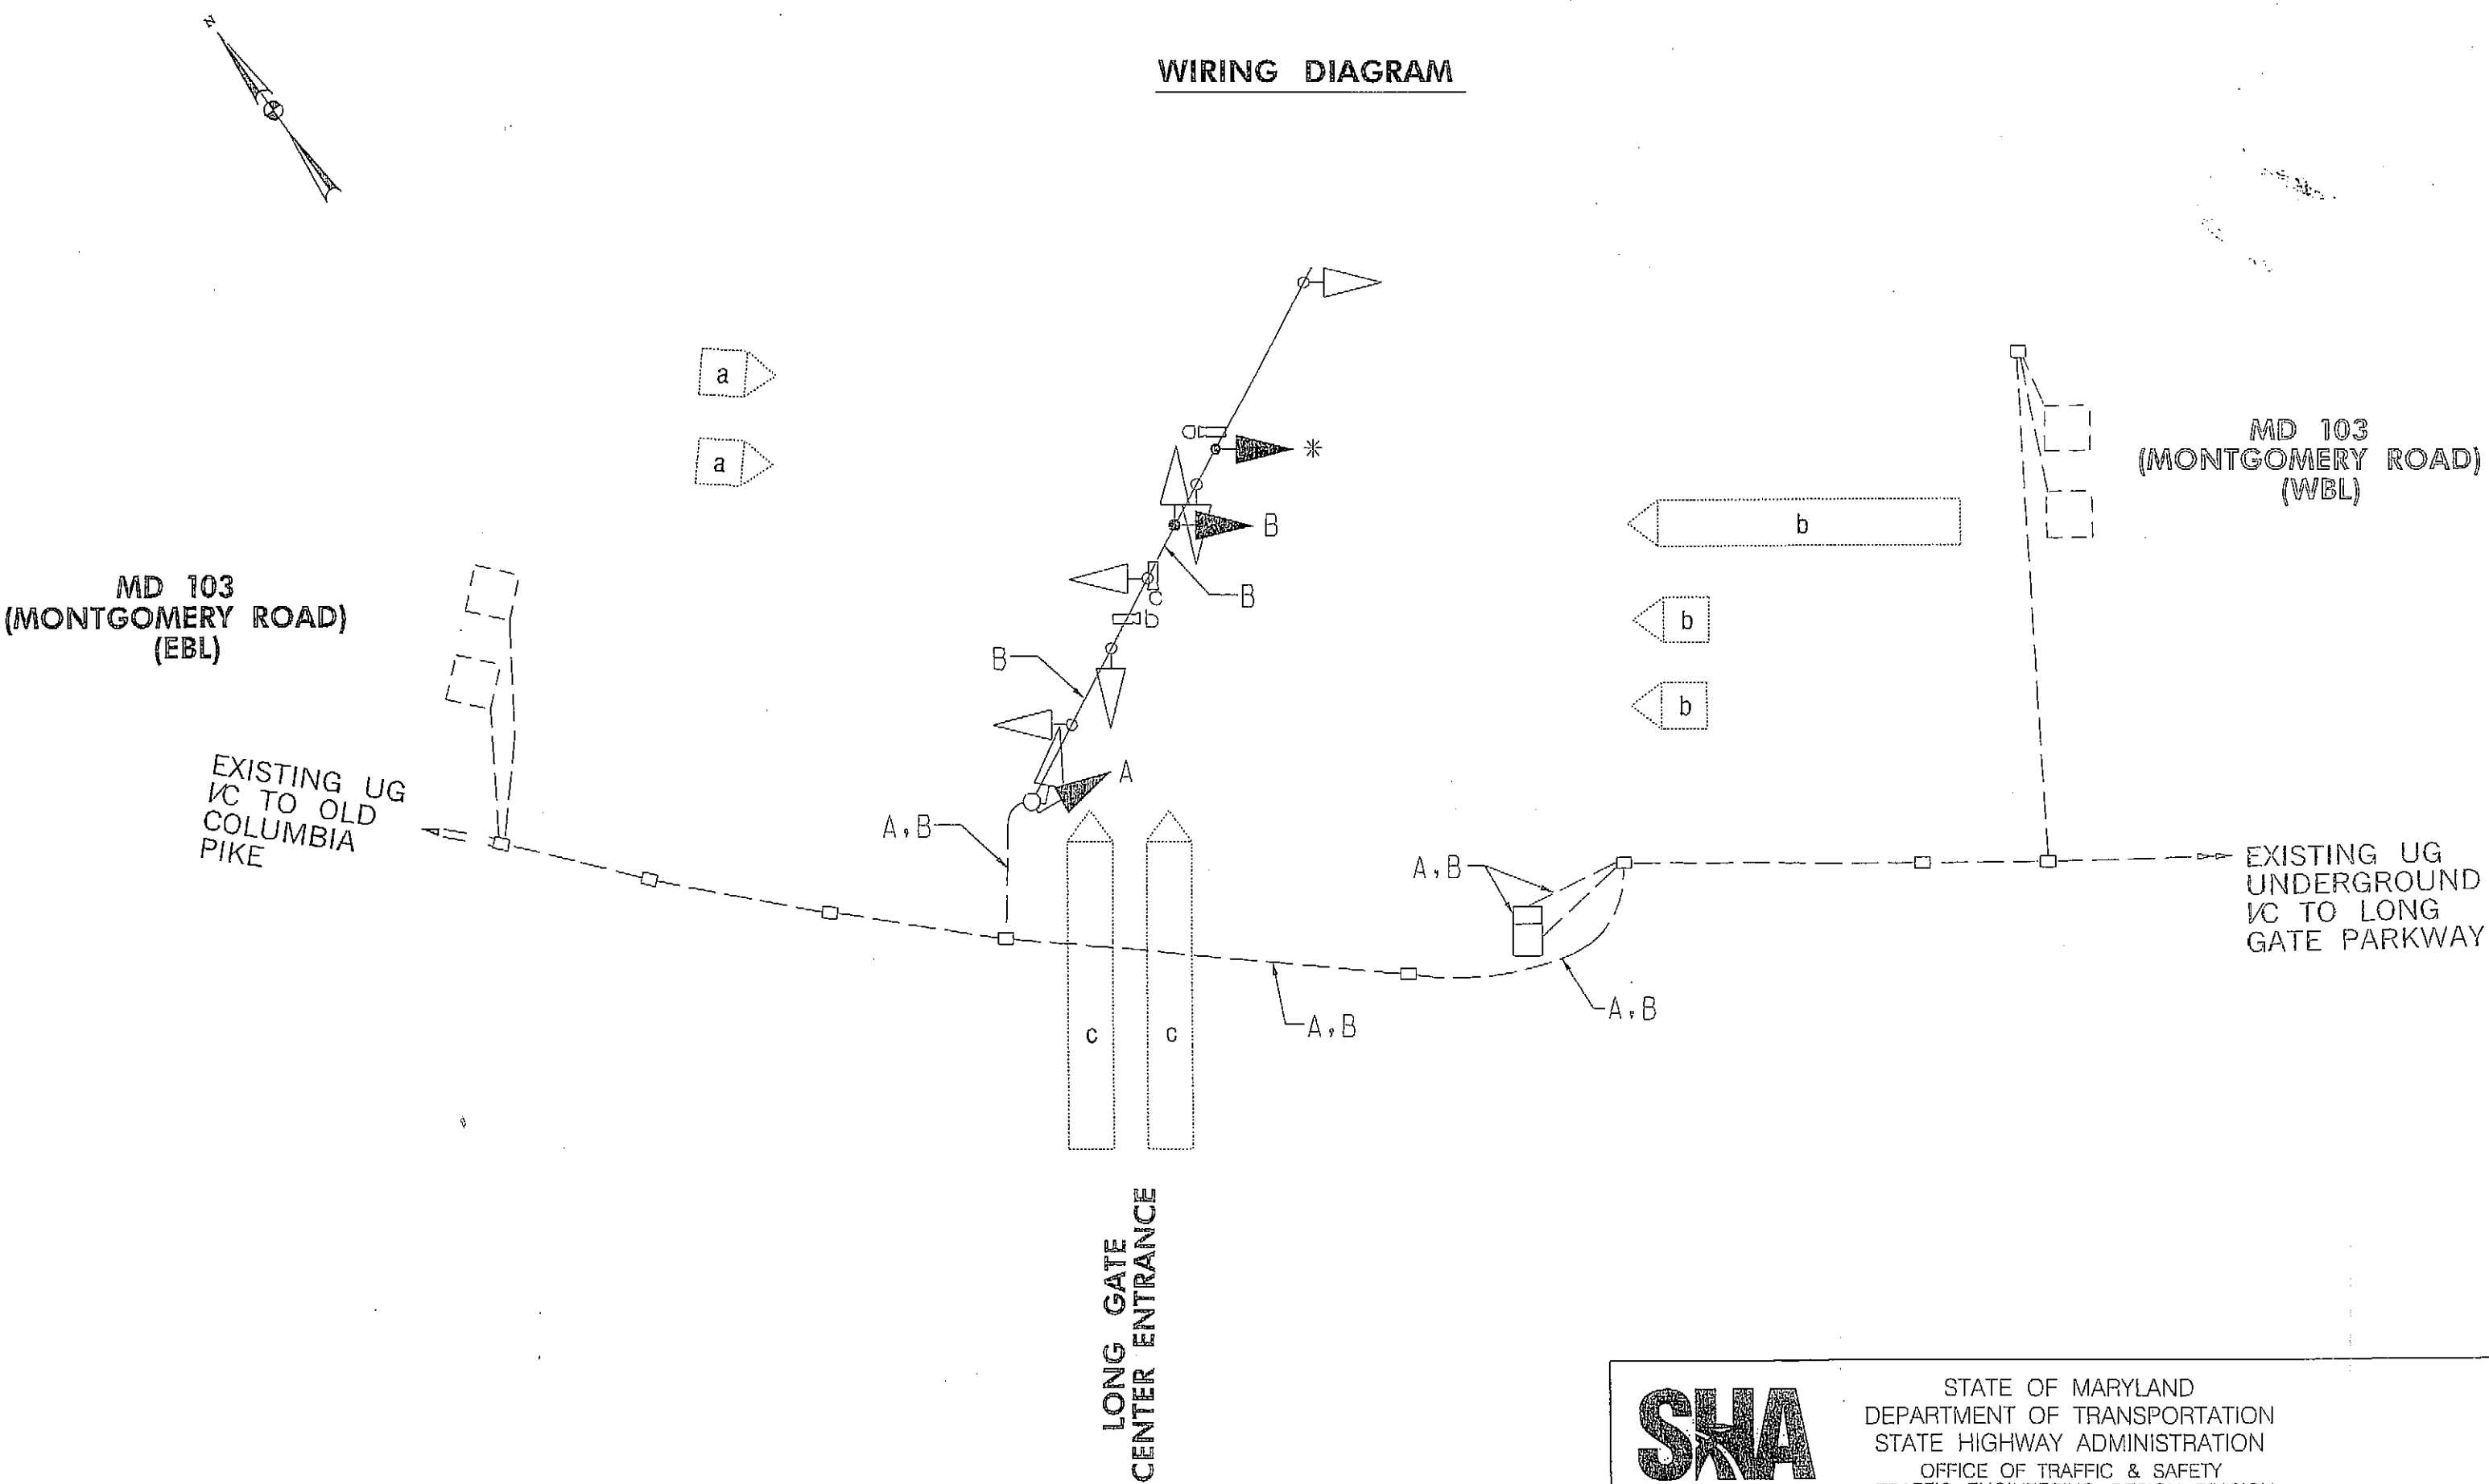 N
WIRING DIAGRAM
a
a
a
*
B
B
c
b
B
A
A,B
b
b
b
MD 103
(MONTGOMERY ROAD)
(WBL)
MD 103
(MONTGOMERY ROAD)
(EBL)
EXISTING UG
I/C TO OLD
COLUMBIA
PIKE
A,B
EXISTING UG
UNDERGROUND
I/C TO LONG
GATE PARKWAY
c
c
A,B
A,B
LONG GATE
CENTER ENTRANCE
SHA
STATE OF MARYLAND
DEPARTMENT OF TRANSPORTATION
STATE HIGHWAY ADMINISTRATION
OFFICE OF TRAFFIC & SAFETY